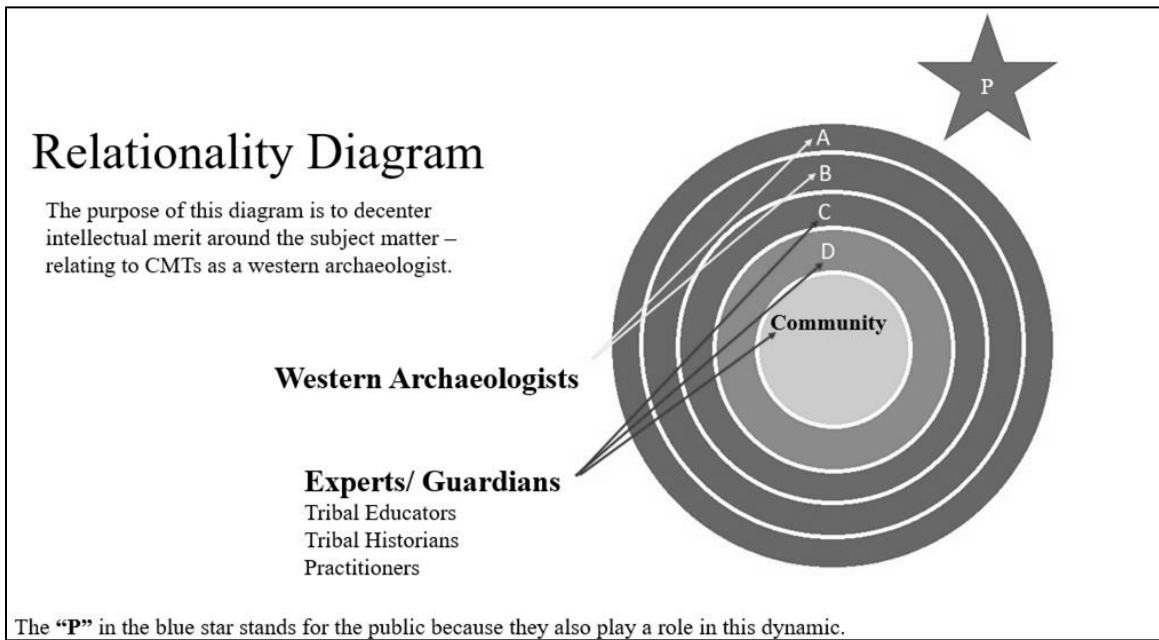 P
Relationality Diagram
The purpose of this diagram is to decenter
intellectual merit around the subject matter –
relating to CMTs as a western archaeologist.
A
B
C
D
Community
Western Archaeologists
Experts/ Guardians
Tribal Educators
Tribal Historians
Practitioners
The “P” in the blue star stands for the public because they also play a role in this dynamic.